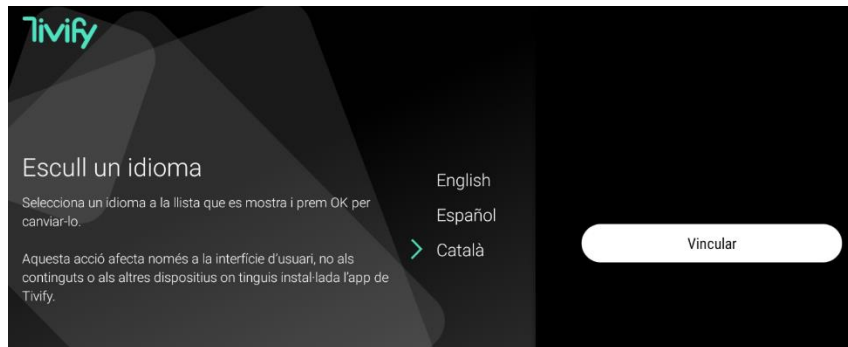 Tivify
Escull un idioma
Selecciona un idioma a la llista que es mostra i prem OK per
canviar-lo.
Aquesta acció afecta només a la interfície d'usuari, no als
continguts o als altres dispositius on tinguis instal·lada l'app de
Tivify.
English
Español
Català
Vincular